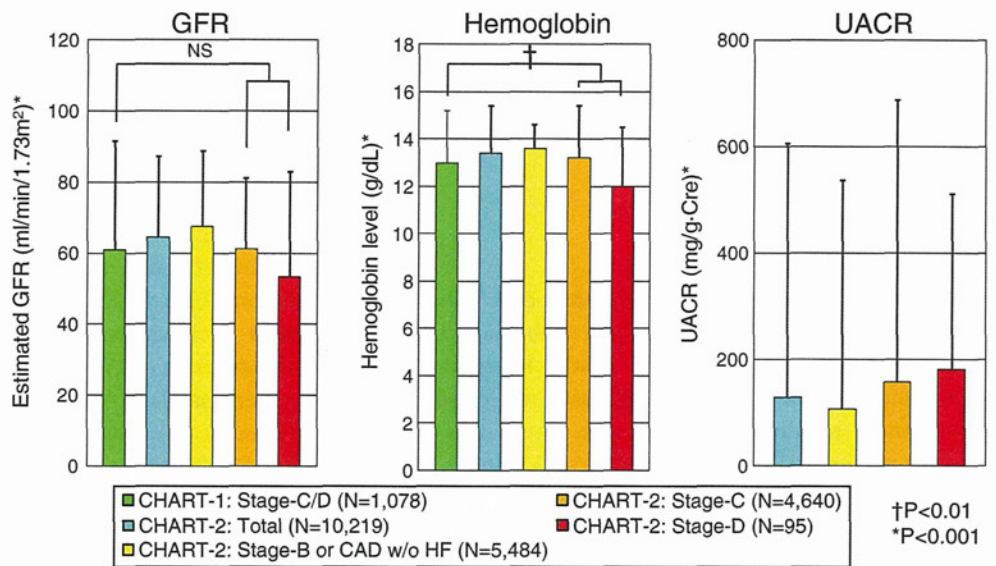 GFR
Hemoglobin
UACR
Estimated GFR (ml/min/1.73m²)*
120
100
80
60
40
20
0
NS
Hemoglobin level (g/dL)*
18
16
14
12
10
8
6
4
2
0
†
UACR (mg/g·Cre)*
800
600
400
200
0
CHART-1: Stage-C/D (N=1,078)
CHART-2: Total (N=10,219)
CHART-2: Stage-B or CAD w/o HF (N=5,484)
CHART-2: Stage-C (N=4,640)
CHART-2: Stage-D (N=95)
†P<0.01
*P<0.001